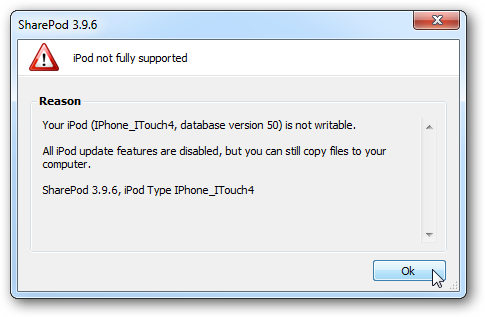 SharePod 3.9.6
iPod not fully supported
Reason
Your iPod (IPhone_ITouch4, database version 50) is not writable.
All iPod update features are disabled, but you can still copy files to your
computer.
SharePod 3.9.6, iPod Type IPhone_ITouch4
Ok